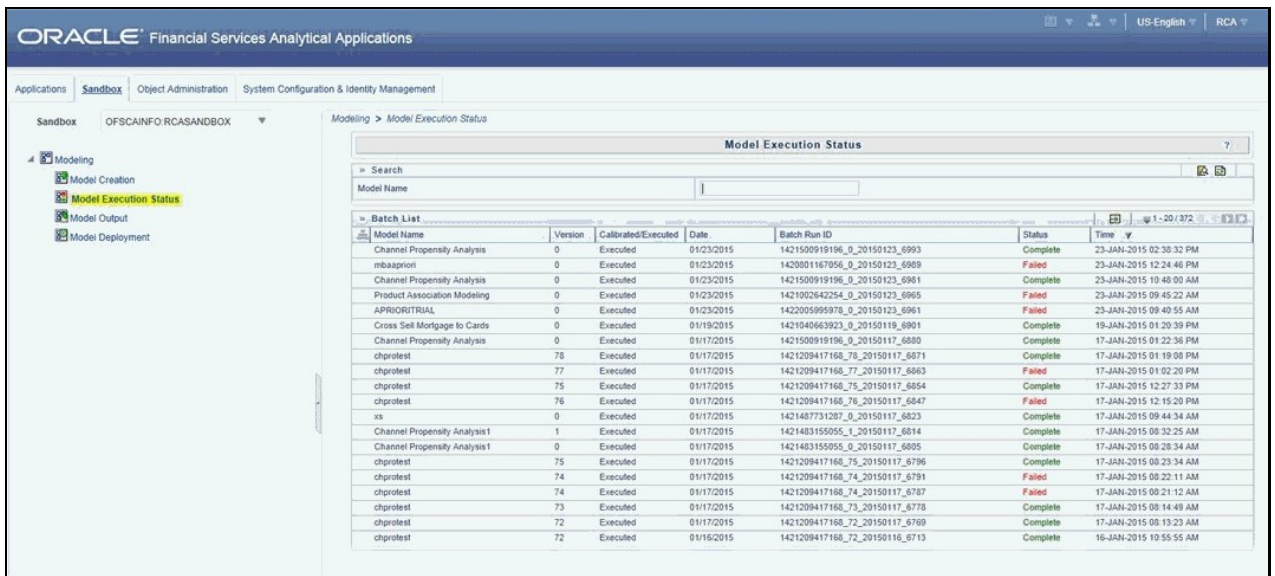 ORACLE® Financial Services Analytical Applications
US-English
RCA
Applications Sandbox Object Administration System Configuration & Identity Management
Sandbox OFSCAINFO:RCASANDBOX
Modeling > Model Execution Status
Modeling
Model Creation
Model Execution Status
Model Output
Model Deployment
Model Execution Status ?
» Search
Model Name
» Batch List 1 - 20 / 372
Model Name Version Calibrated/Executed Date Batch Run ID Status Time
Channel Propensity Analysis 0 Executed 01/23/2015 1421500919196_0_20150123_6993 Complete 23-JAN-2015 02:38:32 PM
mbaapriori 0 Executed 01/23/2015 1420801167056_0_20150123_6989 Failed 23-JAN-2015 12:24:46 PM
Channel Propensity Analysis 0 Executed 01/23/2015 1421500919196_0_20150123_6981 Complete 23-JAN-2015 10:48:00 AM
Product Association Modeling 0 Executed 01/23/2015 1421002642254_0_20150123_6965 Failed 23-JAN-2015 09:45:22 AM
APRIORITRIAL 0 Executed 01/23/2015 1422005995978_0_20150123_6961 Failed 23-JAN-2015 09:40:55 AM
Cross Sell Mortgage to Cards 0 Executed 01/19/2015 1421040663923_0_20150119_6901 Complete 19-JAN-2015 01:20:39 PM
Channel Propensity Analysis 0 Executed 01/17/2015 1421500919196_0_20150117_6880 Complete 17-JAN-2015 01:22:36 PM
chprotest 78 Executed 01/17/2015 1421209417168_78_20150117_6871 Complete 17-JAN-2015 01:19:08 PM
chprotest 77 Executed 01/17/2015 1421209417168_77_20150117_6863 Failed 17-JAN-2015 01:02:20 PM
chprotest 75 Executed 01/17/2015 1421209417168_75_20150117_6854 Complete 17-JAN-2015 12:27:33 PM
chprotest 76 Executed 01/17/2015 1421209417168_76_20150117_6847 Failed 17-JAN-2015 12:15:20 PM
xs 0 Executed 01/17/2015 1421487731287_0_20150117_6823 Complete 17-JAN-2015 09:44:34 AM
Channel Propensity Analysis1 1 Executed 01/17/2015 1421483155055_1_20150117_6814 Complete 17-JAN-2015 08:32:25 AM
Channel Propensity Analysis1 0 Executed 01/17/2015 1421483155055_0_20150117_6805 Complete 17-JAN-2015 08:28:34 AM
chprotest 75 Executed 01/17/2015 1421209417168_75_20150117_6796 Complete 17-JAN-2015 08:23:34 AM
chprotest 74 Executed 01/17/2015 1421209417168_74_20150117_6791 Failed 17-JAN-2015 08:22:11 AM
chprotest 74 Executed 01/17/2015 1421209417168_74_20150117_6787 Failed 17-JAN-2015 08:21:12 AM
chprotest 73 Executed 01/17/2015 1421209417168_73_20150117_6778 Complete 17-JAN-2015 08:14:49 AM
chprotest 72 Executed 01/17/2015 1421209417168_72_20150117_6769 Complete 17-JAN-2015 08:13:23 AM
chprotest 72 Executed 01/16/2015 1421209417168_72_20150116_6713 Complete 16-JAN-2015 10:55:55 AM